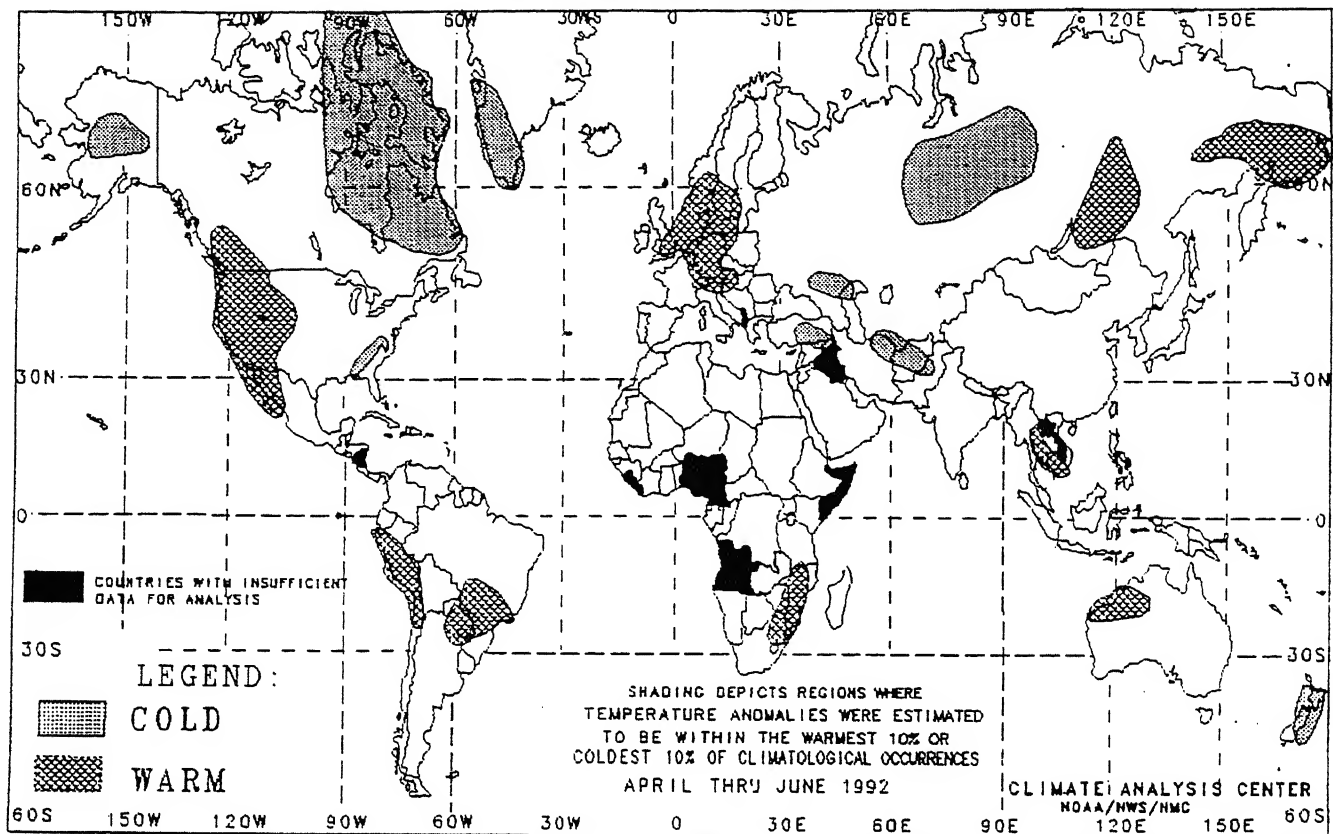 150W 120W 90W 60W 30W 0 30E 60E 90E 120E 150E
60N 60N
30N 30N
0 0
COUNTRIES WITH INSUFFICIENT
DATA FOR ANALYSIS
30S 30S
LEGEND:
COLD
WARM
SHADING DEPICTS REGIONS WHERE
TEMPERATURE ANOMALIES WERE ESTIMATED
TO BE WITHIN THE WARMEST 10% OR
COLDEST 10% OF CLIMATOLOGICAL OCCURRENCES
APRIL THRU JUNE 1992
CLIMATE ANALYSIS CENTER
NOAA/NWS/NMC
60S 150W 120W 90W 60W 30W 0 30E 60E 90E 120E 150E 60S